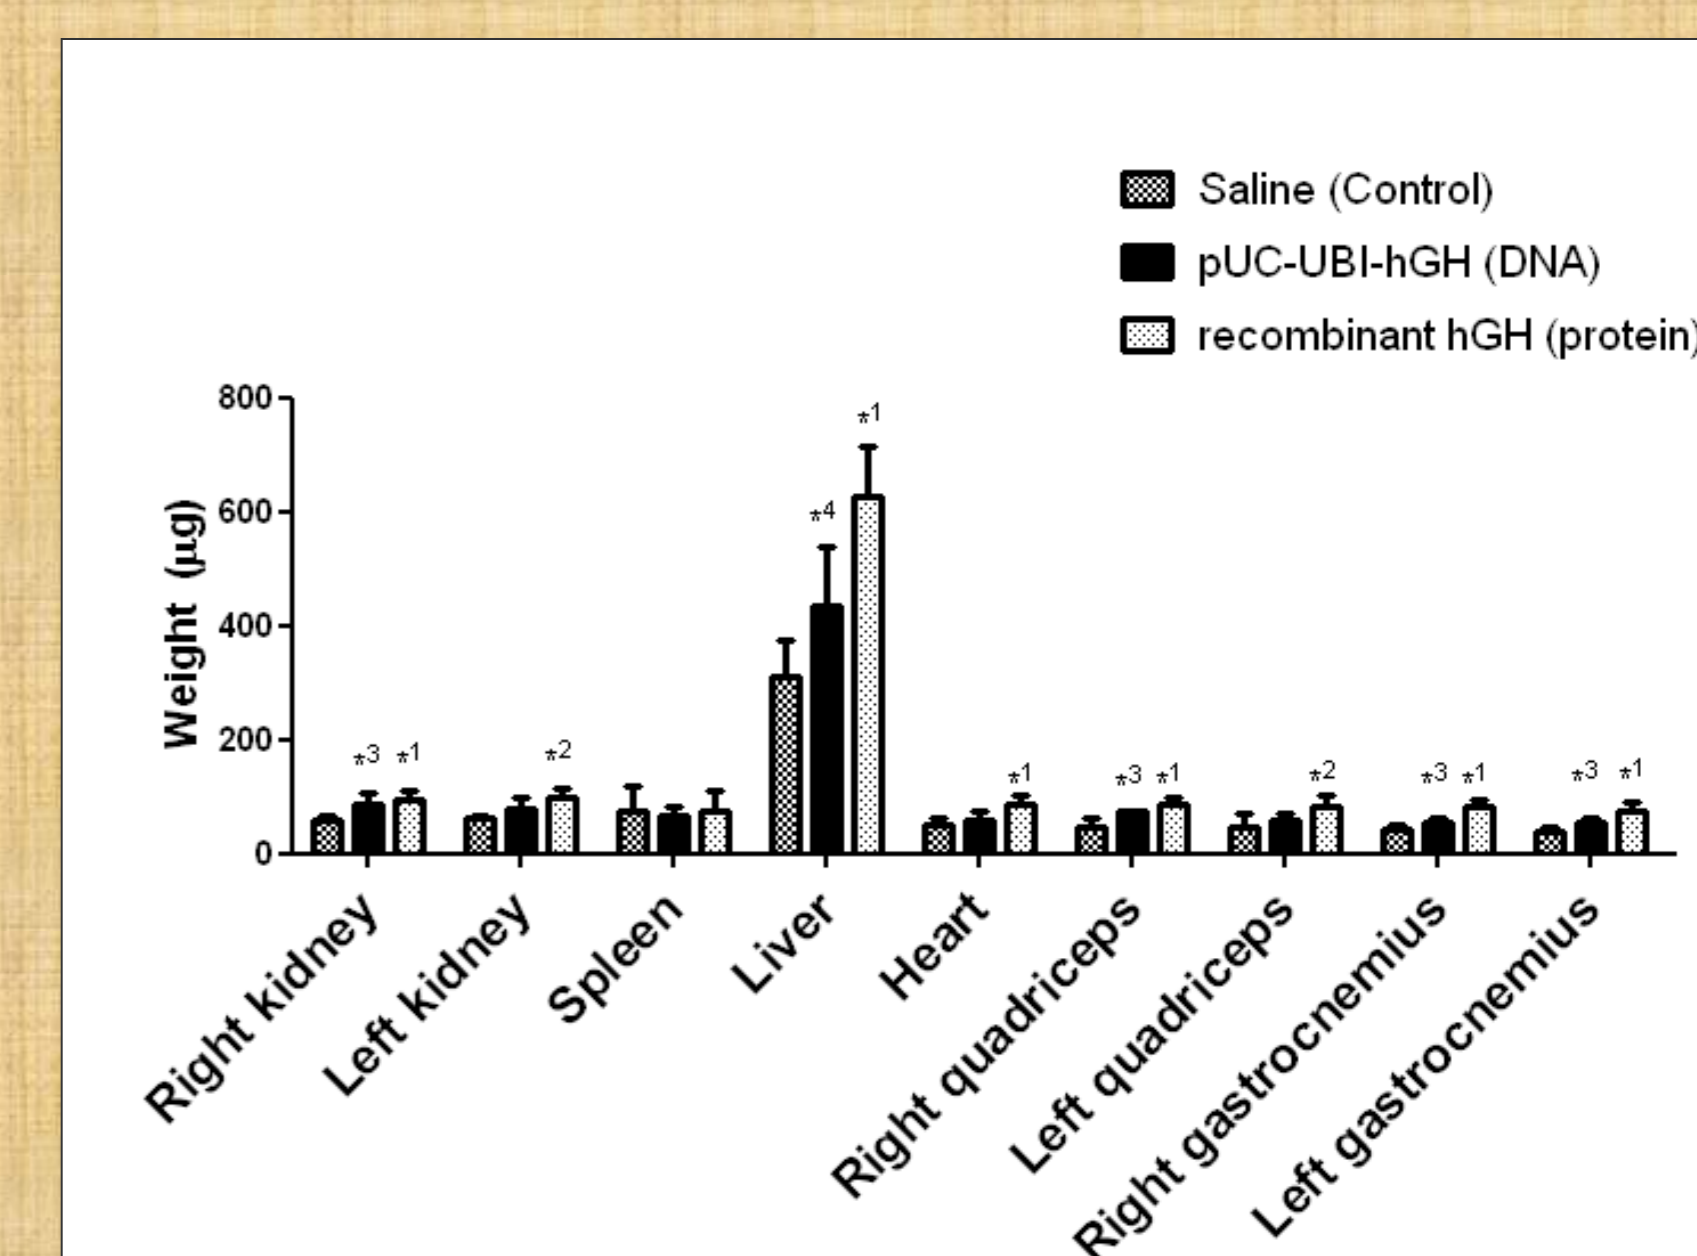 Saline (Control)
pUC-UBI-hGH (DNA)
recombinant hGH (protein)
800
600
400
200
0
Weight (µg)
*3 *1
*2
*4
*1
*1
*3 *1
*2
*3 *1
*3 *1
Right kidney
Left kidney
Spleen
Liver
Heart
Right quadriceps
Left quadriceps
Right gastrocnemius
Left gastrocnemius